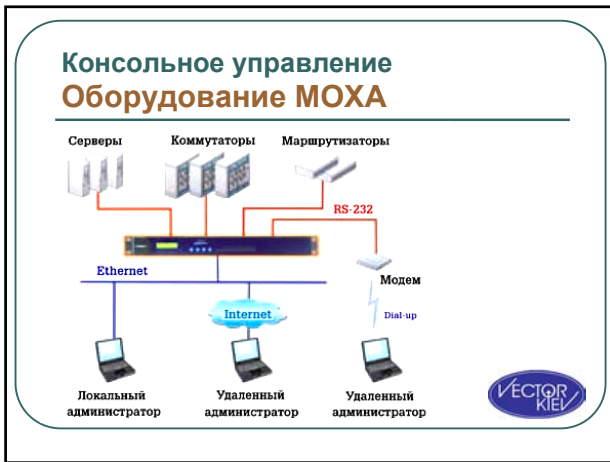 Консольное управление
Оборудование MOXA
Серверы
Коммутаторы
Маршрутизаторы
RS-232
Ethernet
Модем
Internet
Dial-up
Локальный
администратор
Удаленный
администратор
Удаленный
администратор
VECTOR
KIEV